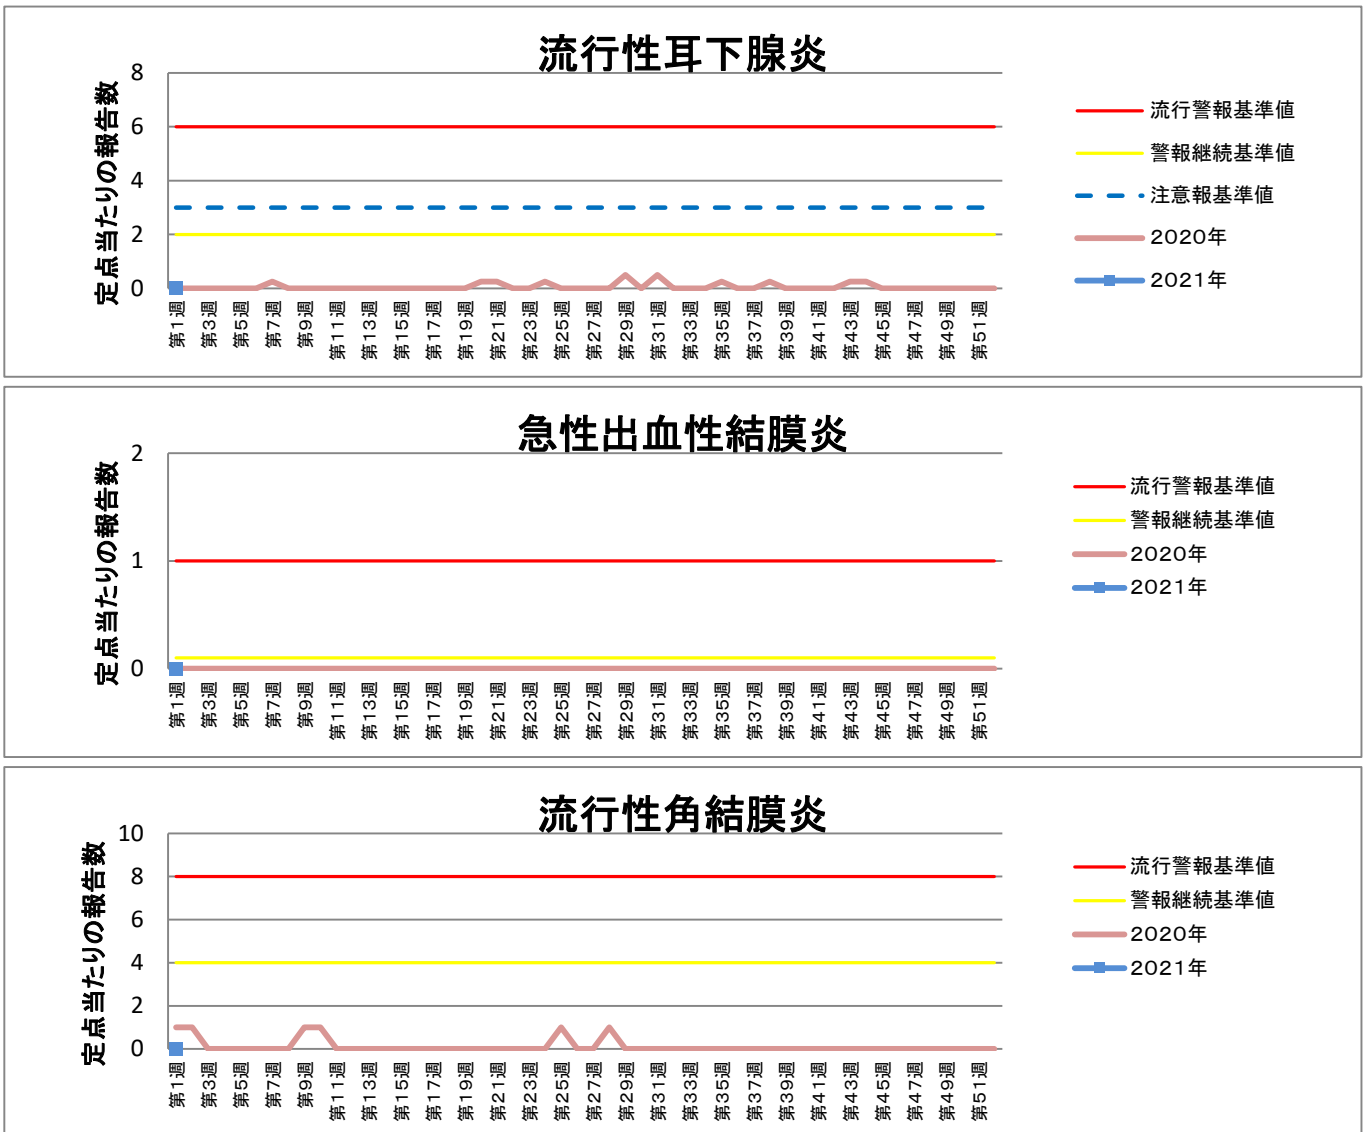 流行性耳下腺炎
定点当たりの報告数
8
6
4
2
0
第1週
第3週
第5週
第7週
第9週
第11週
第13週
第15週
第17週
第19週
第21週
第23週
第25週
第27週
第29週
第31週
第33週
第35週
第37週
第39週
第41週
第43週
第45週
第47週
第49週
第51週
流行警報基準値
警報継続基準値
注意報基準値
2020年
2021年
急性出血性結膜炎
定点当たりの報告数
2
1
0
第1週
第3週
第5週
第7週
第9週
第11週
第13週
第15週
第17週
第19週
第21週
第23週
第25週
第27週
第29週
第31週
第33週
第35週
第37週
第39週
第41週
第43週
第45週
第47週
第49週
第51週
流行警報基準値
警報継続基準値
2020年
2021年
流行性角結膜炎
定点当たりの報告数
10
8
6
4
2
0
第1週
第3週
第5週
第7週
第9週
第11週
第13週
第15週
第17週
第19週
第21週
第23週
第25週
第27週
第29週
第31週
第33週
第35週
第37週
第39週
第41週
第43週
第45週
第47週
第49週
第51週
流行警報基準値
警報継続基準値
2020年
2021年